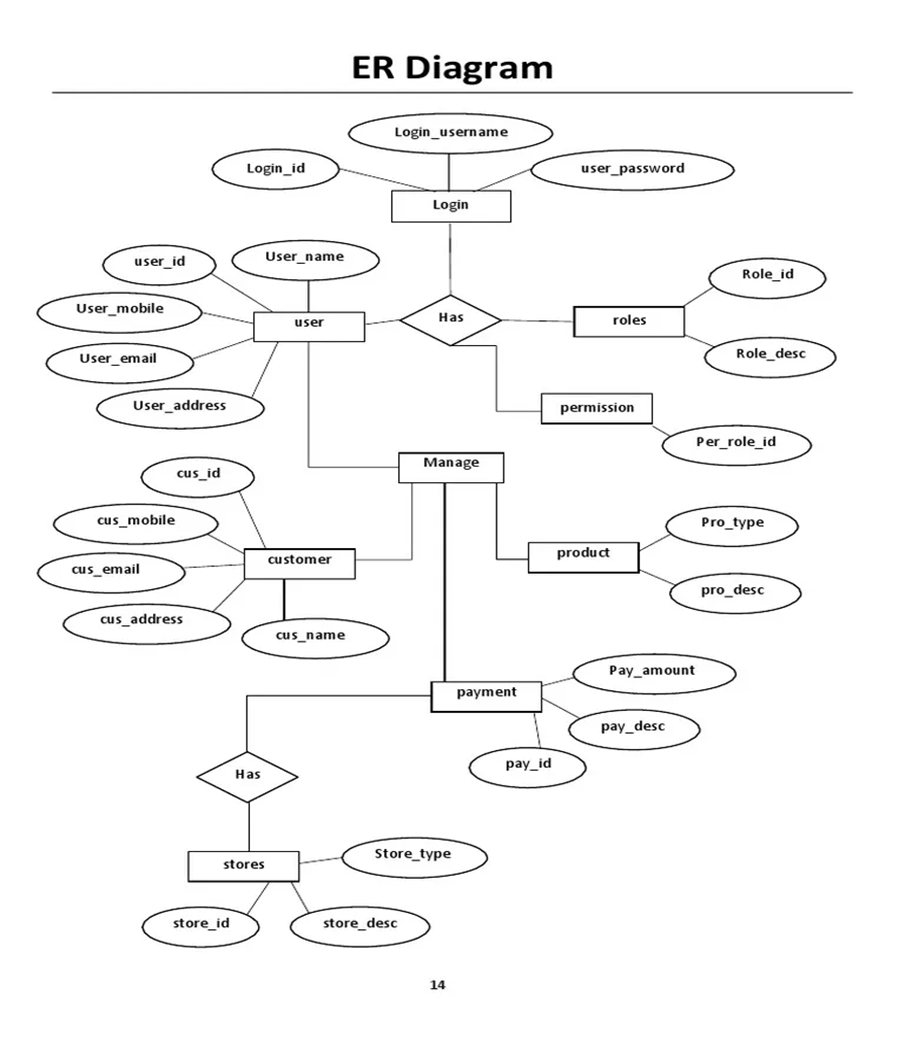 ER Diagram
Login_username
Login_id
user_password
Login
user_id
User_name
Role_id
User_mobile
user
Has
roles
User_email
Role_desc
User_address
permission
Per_role_id
Manage
cus_id
cus_mobile
Pro_type
customer
product
cus_email
pro_desc
cus_address
cus_name
Pay_amount
payment
pay_desc
pay_id
Has
Store_type
stores
store_id
store_desc
14